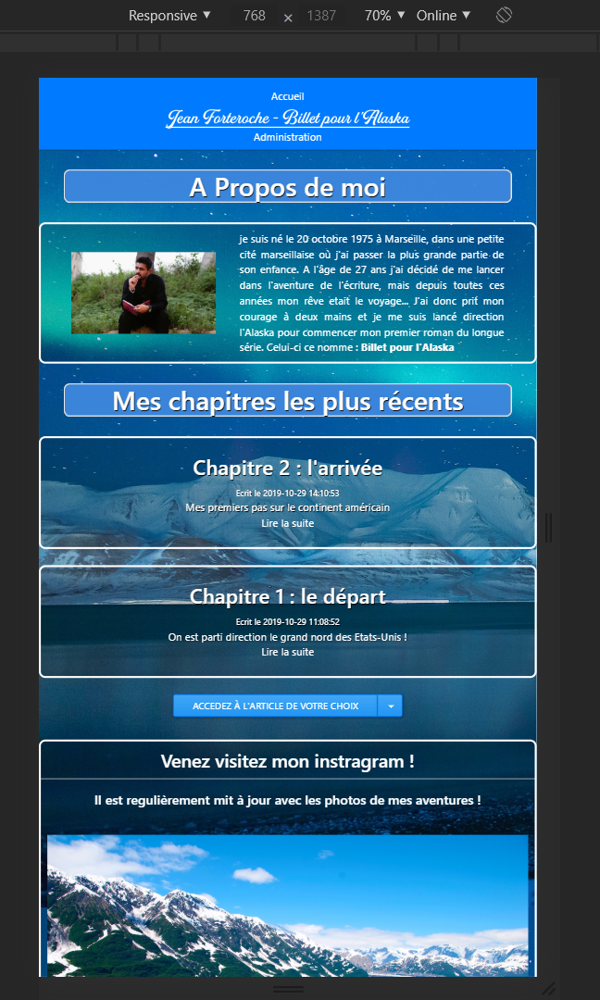 Responsive ▼ 768 × 1387 70% ▼ Online ▼
Accueil
Jean Forteroche - Billet pour l'Alaska
Administration
A Propos de moi
je suis né le 20 octobre 1975 à Marseille, dans une petite
cité marseillaise où j'ai passer la plus grande partie de
son enfance. A l'âge de 27 ans j'ai décidé de me lancer
dans l'aventure de l'écriture, mais depuis toutes ces
années mon rêve etait le voyage... J'ai donc prit mon
courage à deux mains et je me suis lancé direction
l'Alaska pour commencer mon premier roman du longue
série. Celui-ci ce nomme : Billet pour l'Alaska
Mes chapitres les plus récents
Chapitre 2 : l'arrivée
Ecrit le 2019-10-29 14:10:53
Mes premiers pas sur le continent américain
Lire la suite
Chapitre 1 : le départ
Ecrit le 2019-10-29 11:08:52
On est parti direction le grand nord des Etats-Unis !
Lire la suite
ACCEDEZ À L'ARTICLE DE VOTRE CHOIX
Venez visitez mon instragram !
Il est regulièrement mit à jour avec les photos de mes aventures !